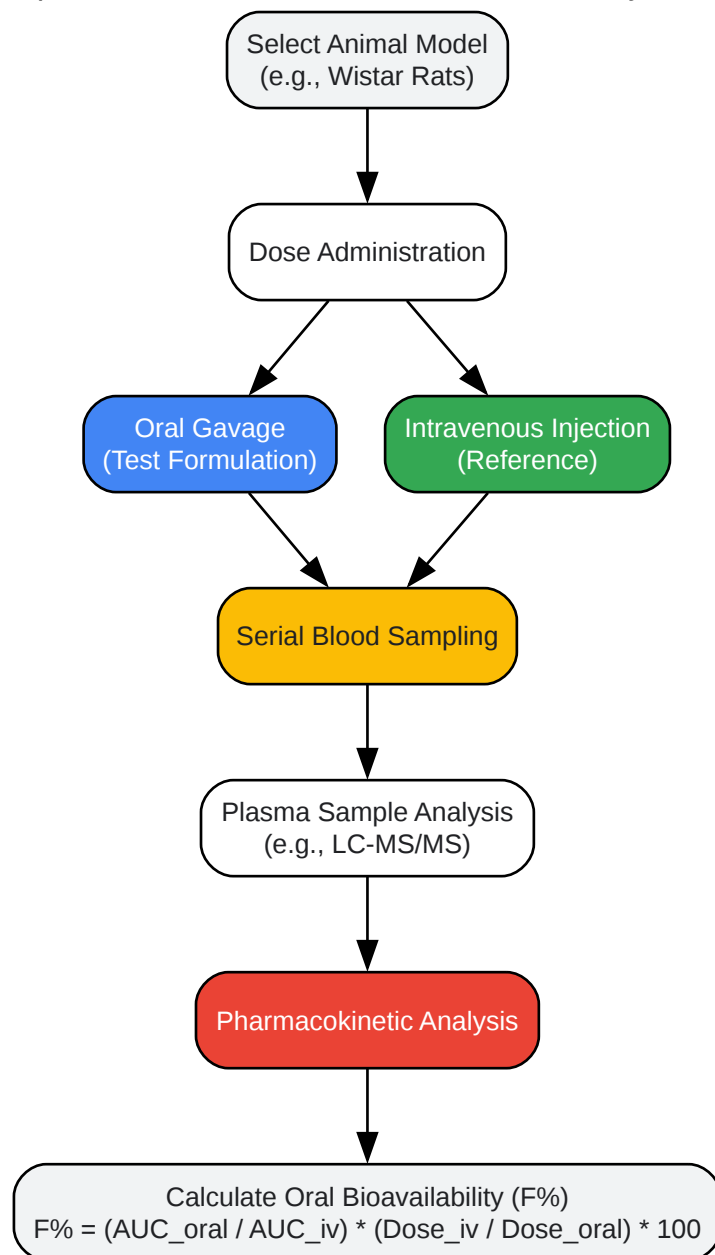 Select Animal Model
(e.g., Wistar Rats)
Dose Administration
Oral Gavage
(Test Formulation)
Intravenous Injection
(Reference)
Serial Blood Sampling
Plasma Sample Analysis
(e.g., LC-MS/MS)
Pharmacokinetic Analysis
Calculate Oral Bioavailability (F%)
F% = (AUC_oral / AUC_iv) * (Dose_iv / Dose_oral) * 100